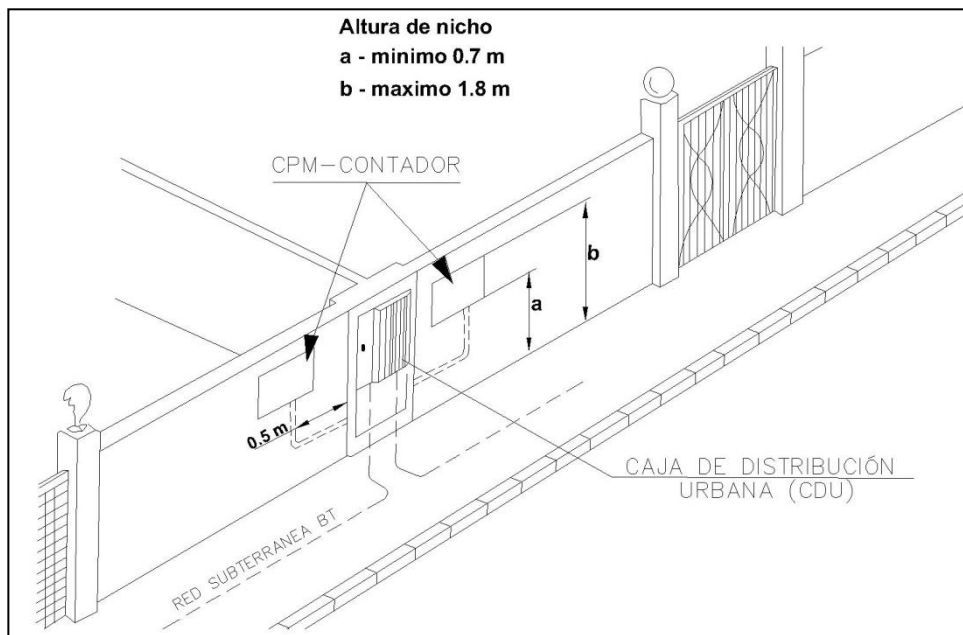 Altura de nicho
a - minimo 0.7 m
b - maximo 1.8 m
CPM-CONTADOR
b
a
0.5 m
CAJA DE DISTRIBUCIÓN
URBANA (CDU)
RED SUBTERRANEA BT